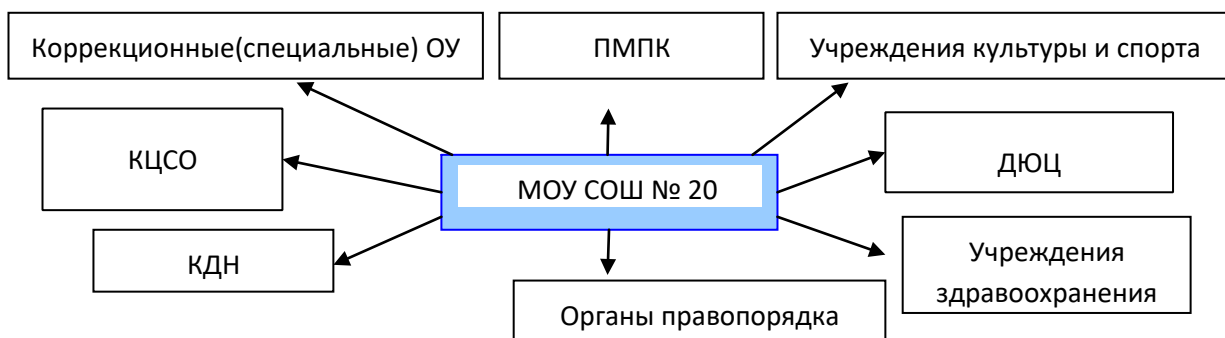 Коррекционные(специальные) ОУ
ПМПК
Учреждения культуры и спорта
КЦСО
МОУ СОШ № 20
ДЮЦ
КДН
Учреждения
здравоохранения
Органы правопорядка